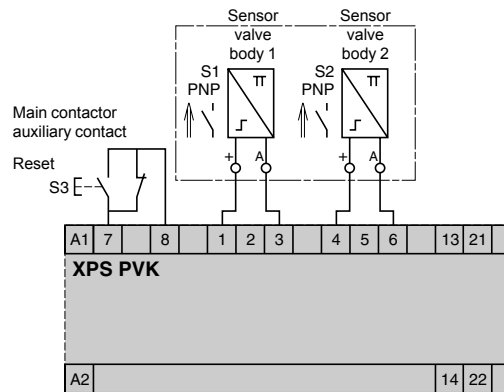 Sensor valve body 1
Sensor valve body 2
S1 PNP
S2 PNP
Main contactor auxiliary contact
Reset
S3
+ A + A
A1 7 8 1 2 3 4 5 6 13 21
XPS PVK
A2 14 22